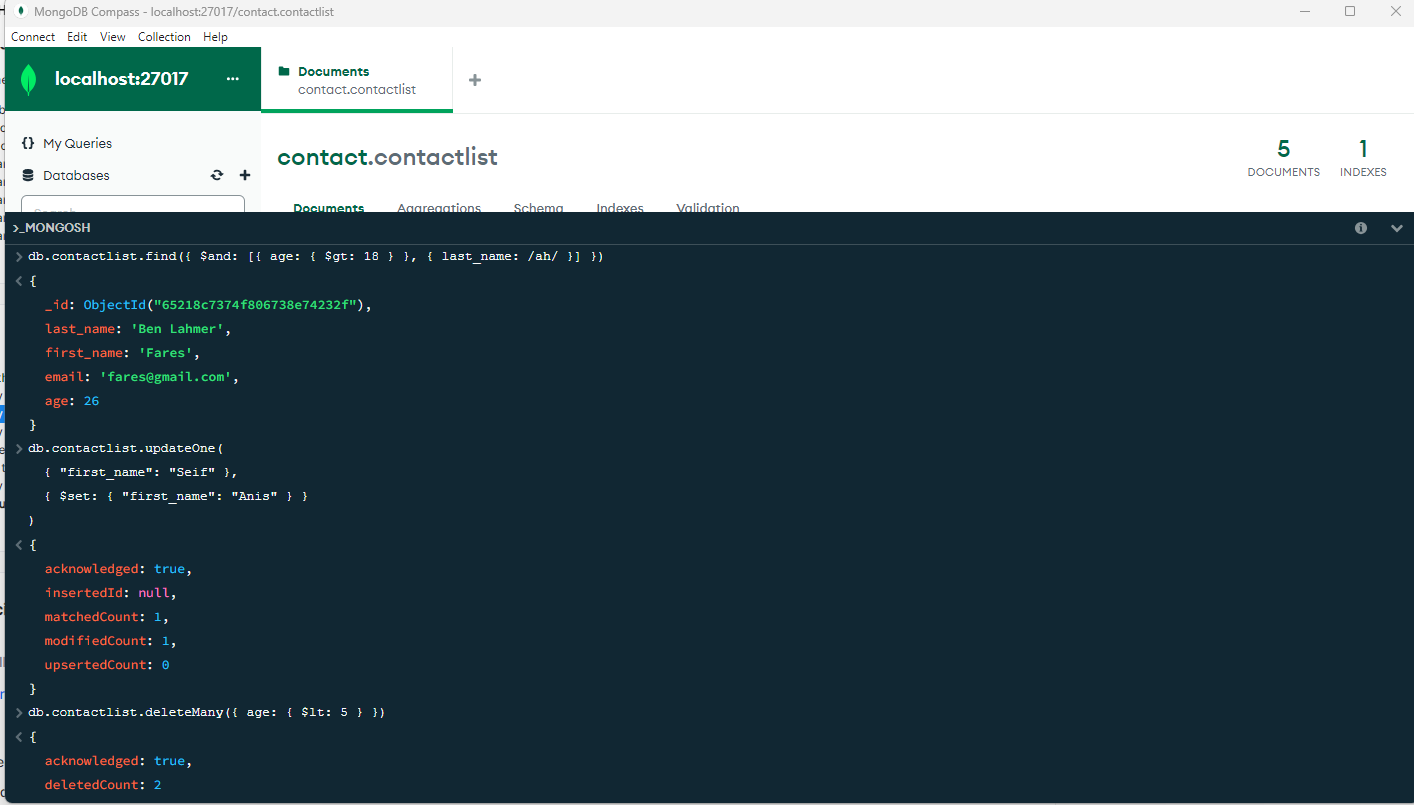 MongoDB Compass - localhost:27017/contact.contactlist
Connect Edit View Collection Help
localhost:27017 ...
Documents
contact.contactlist
+
{} My Queries
Databases +
Search
contact.contactlist
5
DOCUMENTS
1
INDEXES
Documents Aggregations Schema Indexes Validation
>_MONGOSH
> db.contactlist.find({ $and: [{ age: { $gt: 18 } }, { last_name: /ah/ }] })
< {
_id: ObjectId("65218c7374f806738e74232f"),
last_name: 'Ben Lahmer',
first_name: 'Fares',
email: 'fares@gmail.com',
age: 26
}
> db.contactlist.updateOne(
{ "first_name": "Seif" },
{ $set: { "first_name": "Anis" } }
)
< {
acknowledged: true,
insertedId: null,
matchedCount: 1,
modifiedCount: 1,
upsertedCount: 0
}
> db.contactlist.deleteMany({ age: { $lt: 5 } })
< {
acknowledged: true,
deletedCount: 2